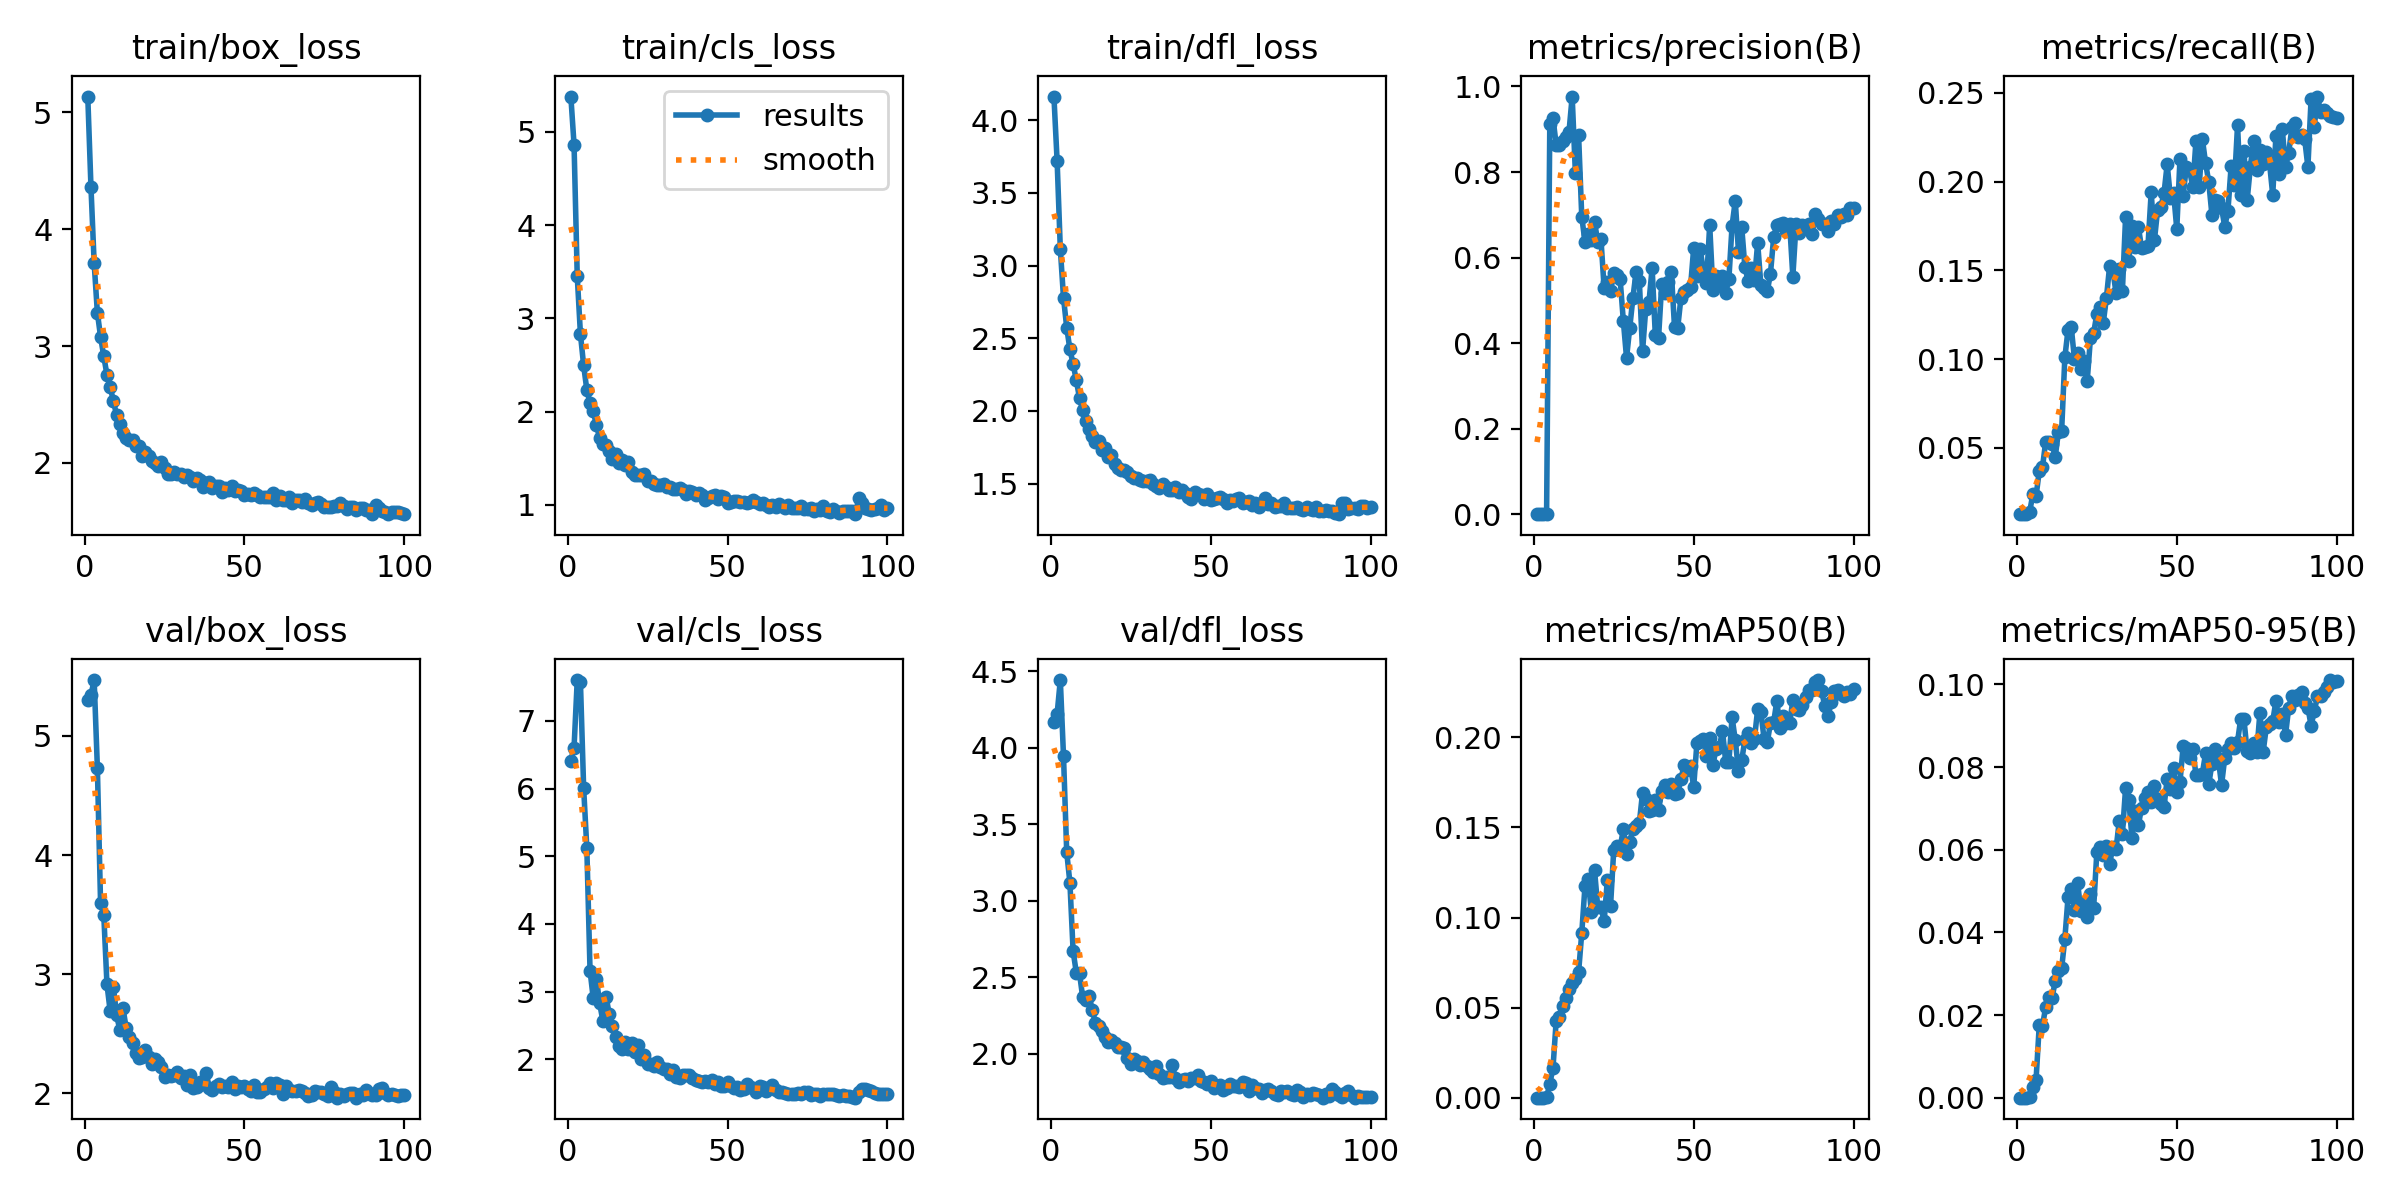 train/box_loss
train/cls_loss
train/dfl_loss
metrics/precision(B)
metrics/recall(B)
5
4
3
2
0 50 100
results
smooth
5
4
3
2
1
0 50 100
4.0
3.5
3.0
2.5
2.0
1.5
0 50 100
1.0
0.8
0.6
0.4
0.2
0.0
0 50 100
0.25
0.20
0.15
0.10
0.05
0 50 100
val/box_loss
val/cls_loss
val/dfl_loss
metrics/mAP50(B)
metrics/mAP50-95(B)
5
4
3
2
0 50 100
7
6
5
4
3
2
0 50 100
4.5
4.0
3.5
3.0
2.5
2.0
0 50 100
0.20
0.15
0.10
0.05
0.00
0 50 100
0.10
0.08
0.06
0.04
0.02
0.00
0 50 100